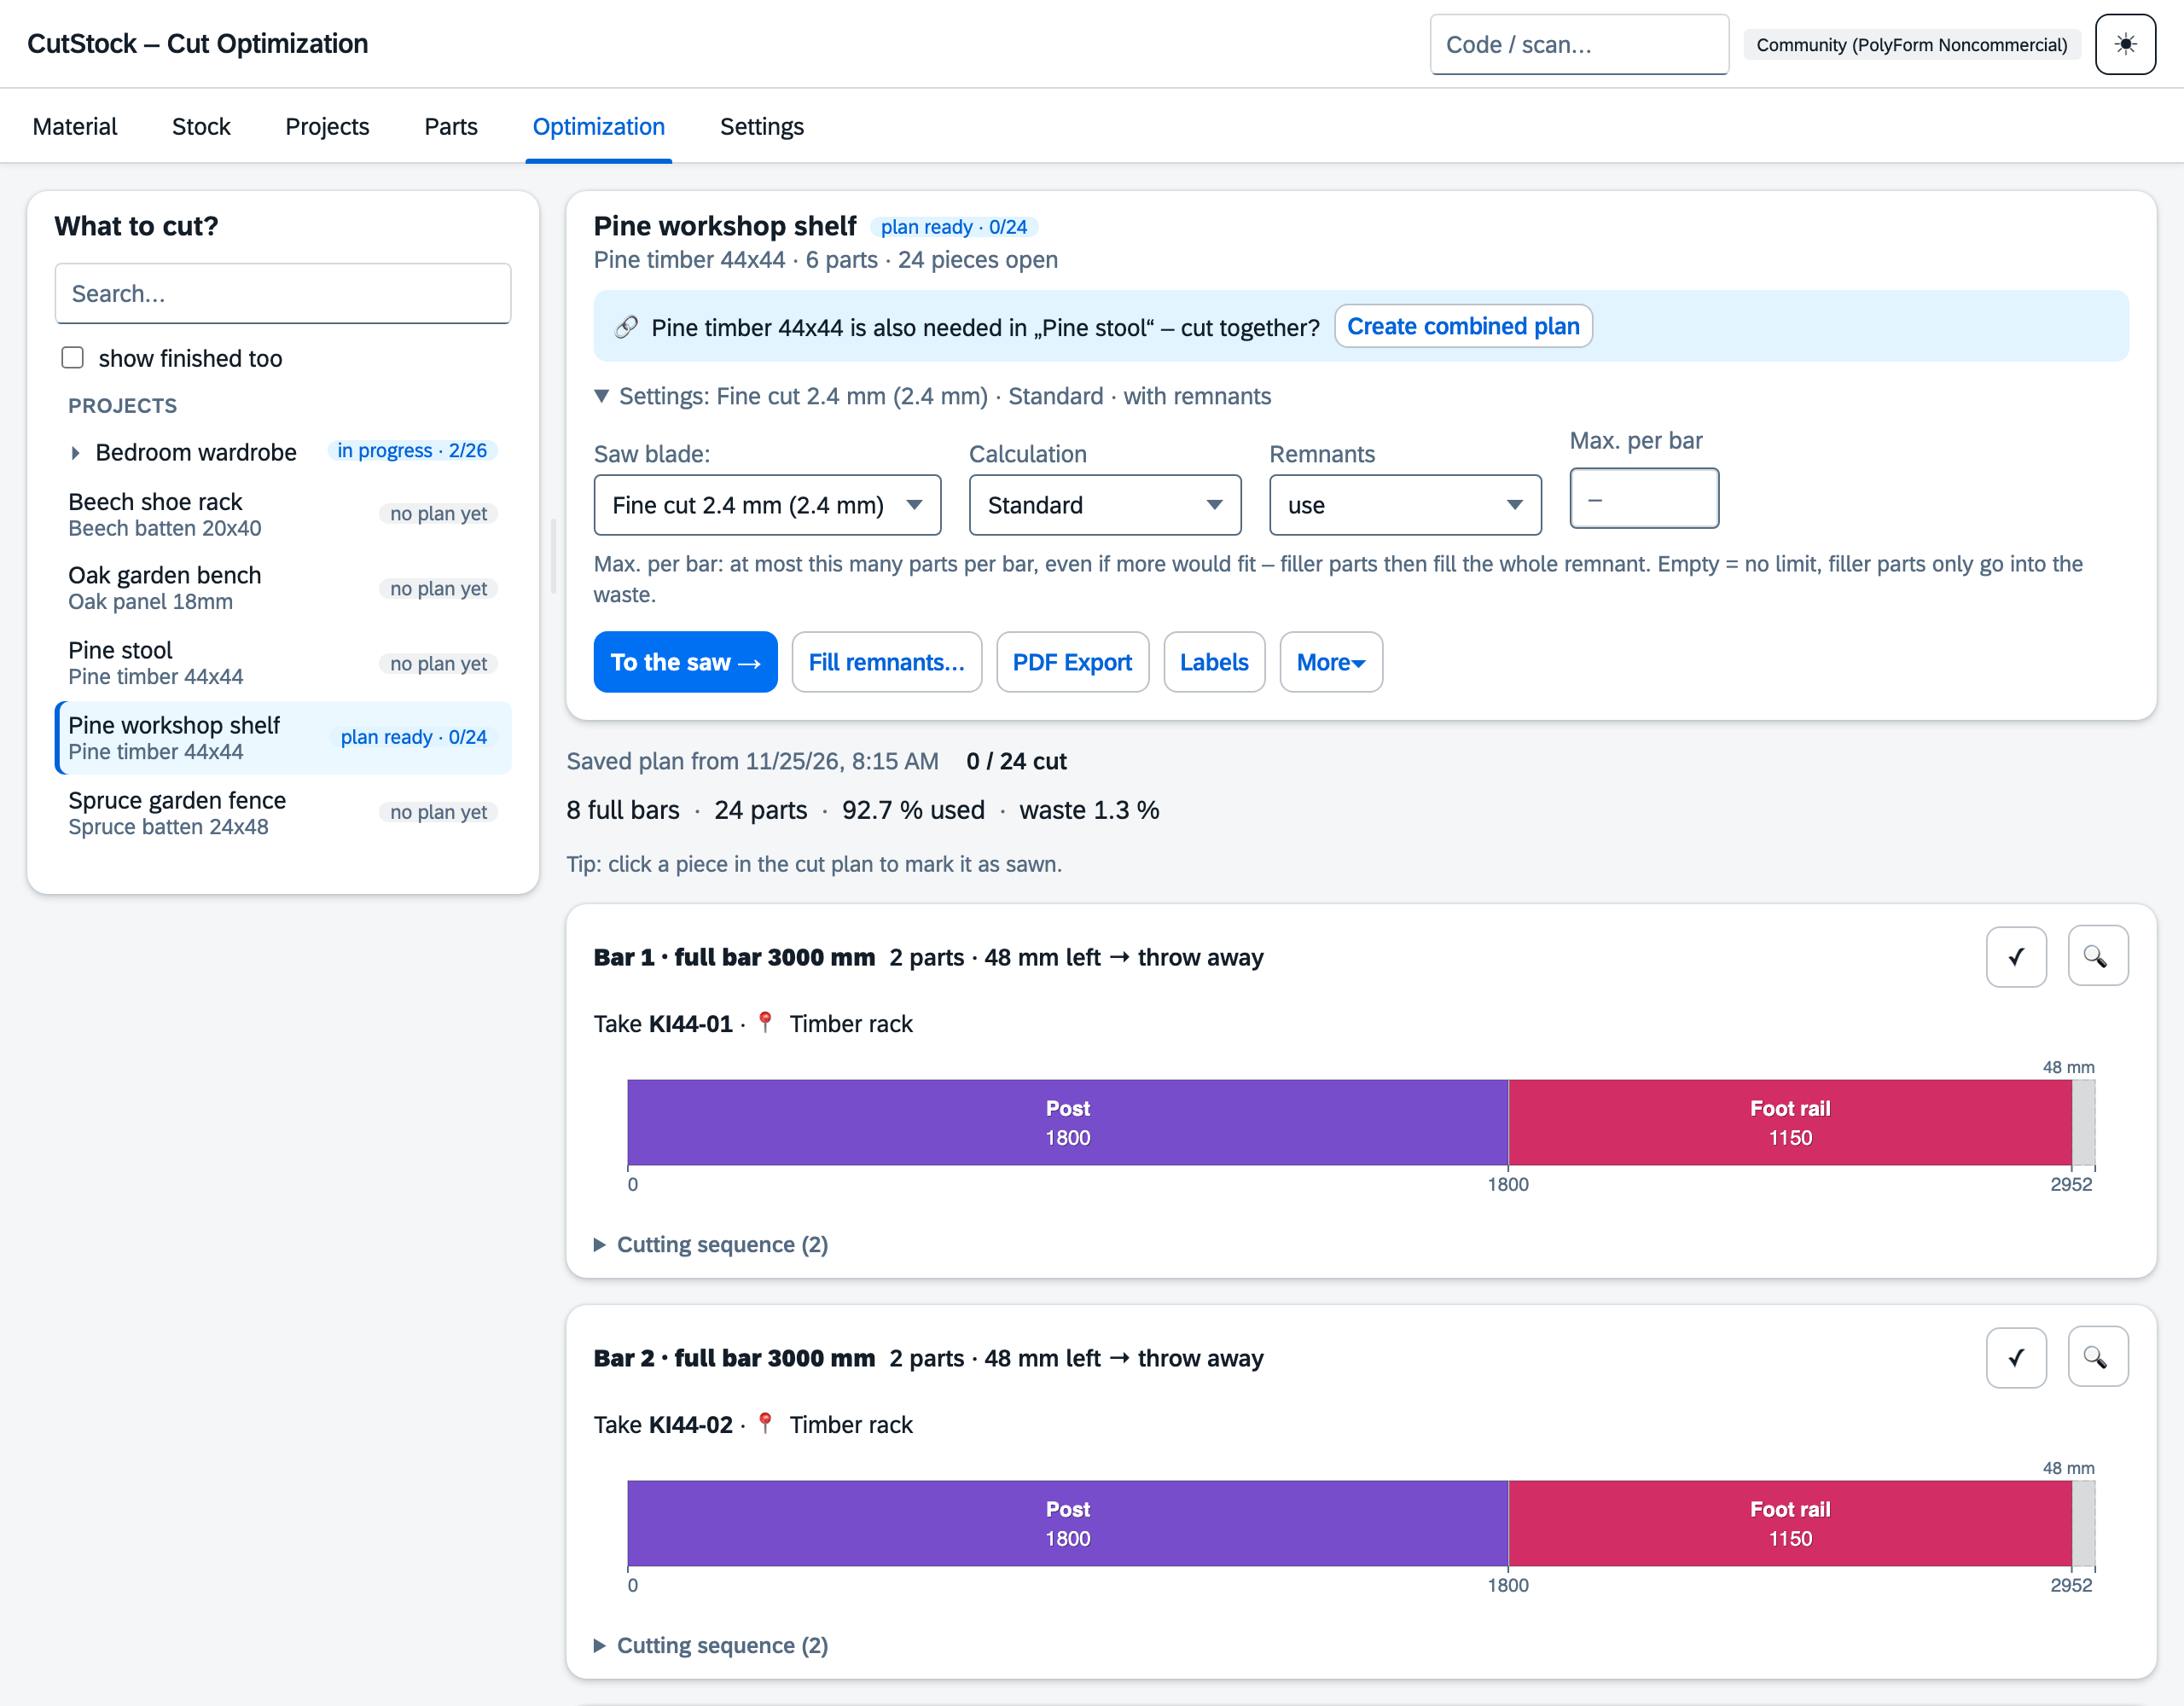 CutStock – Cut Optimization
Code / scan...
Community (PolyForm Noncommercial)
Material
Stock
Projects
Parts
Optimization
Settings
What to cut?
Search...
show finished too
PROJECTS
Bedroom wardrobe
in progress · 2/26
Beech shoe rack
Beech batten 20x40
no plan yet
Oak garden bench
Oak panel 18mm
no plan yet
Pine stool
Pine timber 44x44
no plan yet
Pine workshop shelf
Pine timber 44x44
plan ready · 0/24
Spruce garden fence
Spruce batten 24x48
no plan yet
Pine workshop shelf
plan ready · 0/24
Pine timber 44x44 · 6 parts · 24 pieces open
Pine timber 44x44 is also needed in „Pine stool“ – cut together?
Create combined plan
Settings: Fine cut 2.4 mm (2.4 mm) · Standard · with remnants
Saw blade:
Calculation
Remnants
Max. per bar
Fine cut 2.4 mm (2.4 mm)
Standard
use
–
Max. per bar: at most this many parts per bar, even if more would fit – filler parts then fill the whole remnant. Empty = no limit, filler parts only go into the
waste.
To the saw →
Fill remnants...
PDF Export
Labels
More
Saved plan from 11/25/26, 8:15 AM
0 / 24 cut
8 full bars · 24 parts · 92.7 % used · waste 1.3 %
Tip: click a piece in the cut plan to mark it as sawn.
Bar 1 · full bar 3000 mm 2 parts · 48 mm left → throw away
Take KI44-01 · Timber rack
48 mm
Post
1800
Foot rail
1150
0
1800
2952
Cutting sequence (2)
Bar 2 · full bar 3000 mm 2 parts · 48 mm left → throw away
Take KI44-02 · Timber rack
48 mm
Post
1800
Foot rail
1150
0
1800
2952
Cutting sequence (2)